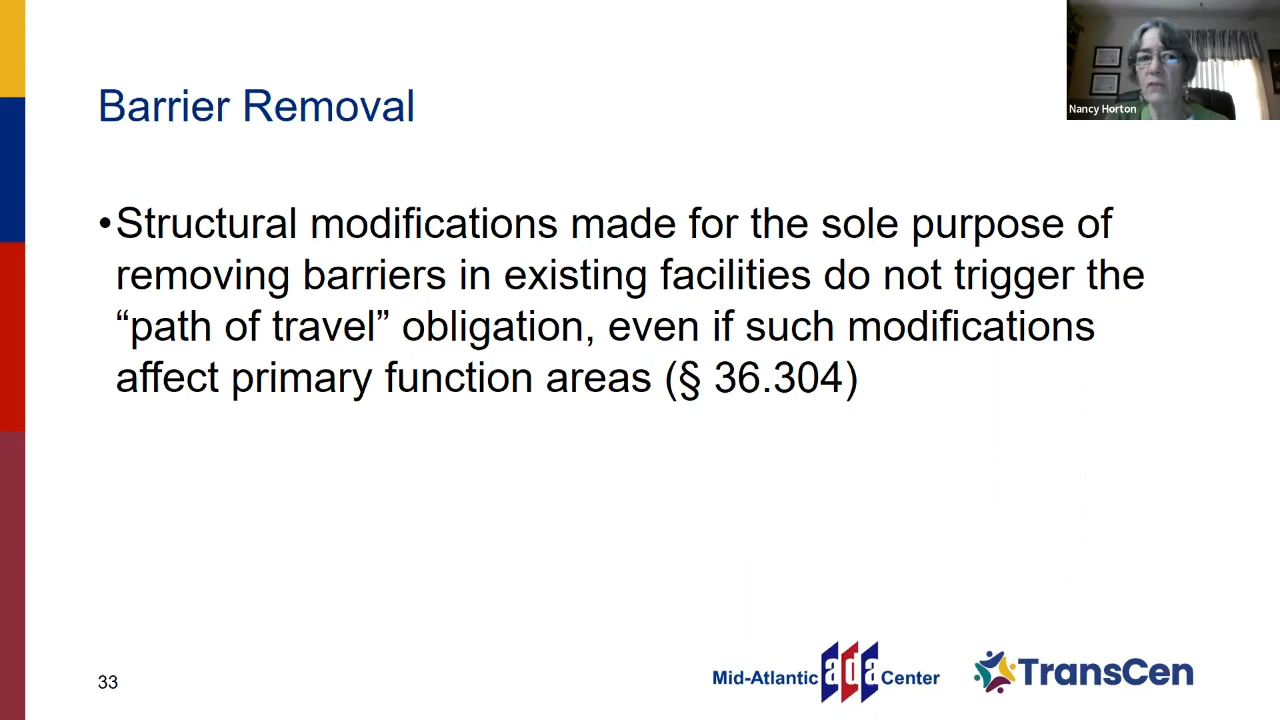 Nancy Horton
Barrier Removal
•Structural modifications made for the sole purpose of
removing barriers in existing facilities do not trigger the
“path of travel” obligation, even if such modifications
affect primary function areas (§ 36.304)
33
Mid-Atlantic ada Center
TransCen